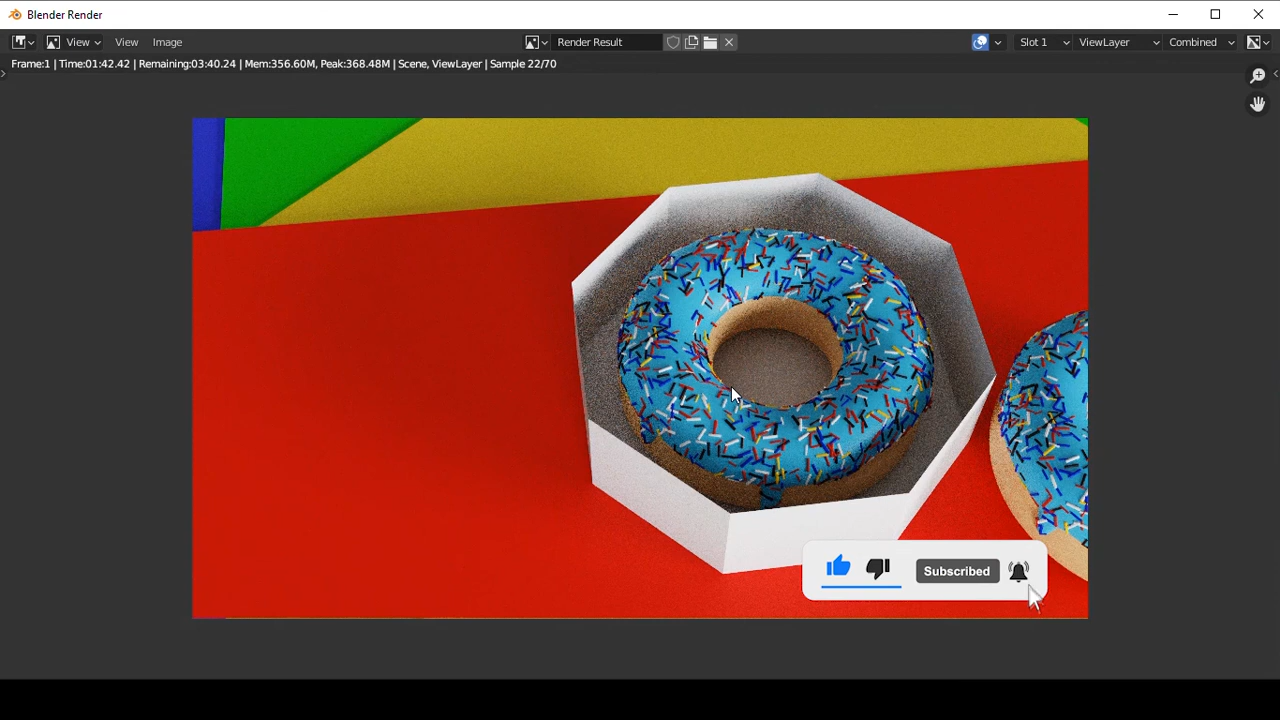 Blender Render
View View Image Render Result Slot 1 ViewLayer Combined
Frame:1 | Time:01:42.42 | Remaining:03:40.24 | Mem:356.60M, Peak:368.48M | Scene, ViewLayer | Sample 22/70
Subscribed